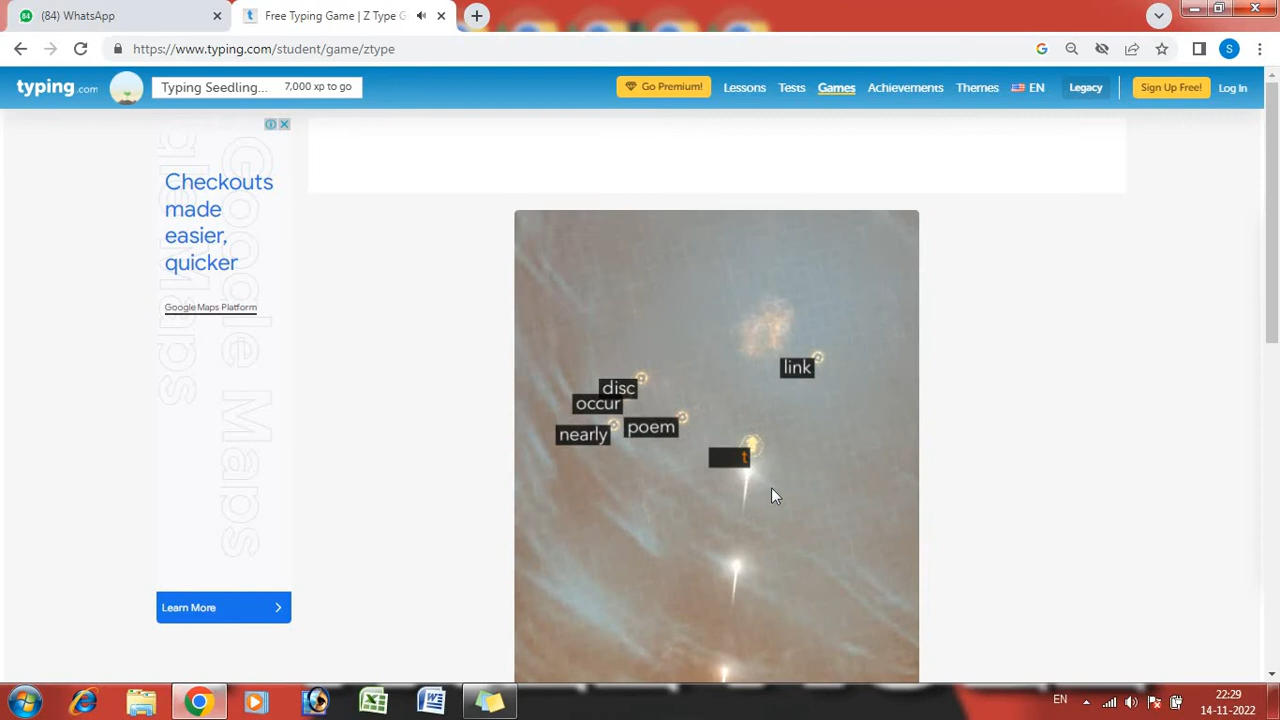 (84) WhatsApp
Free Typing Game | Z Type G
https://www.typing.com/student/game/ztype
S
typing.com
Typing Seedling... 7,000 xp to go
Go Premium!
Lessons
Tests
Games
Achievements
Themes
EN
Legacy
Sign Up Free!
Log In
Checkouts
made
easier,
quicker
Google Maps Platform
Google Maps
Learn More
link
disc
occur
poem
nearly
t
EN
22:29
14-11-2022